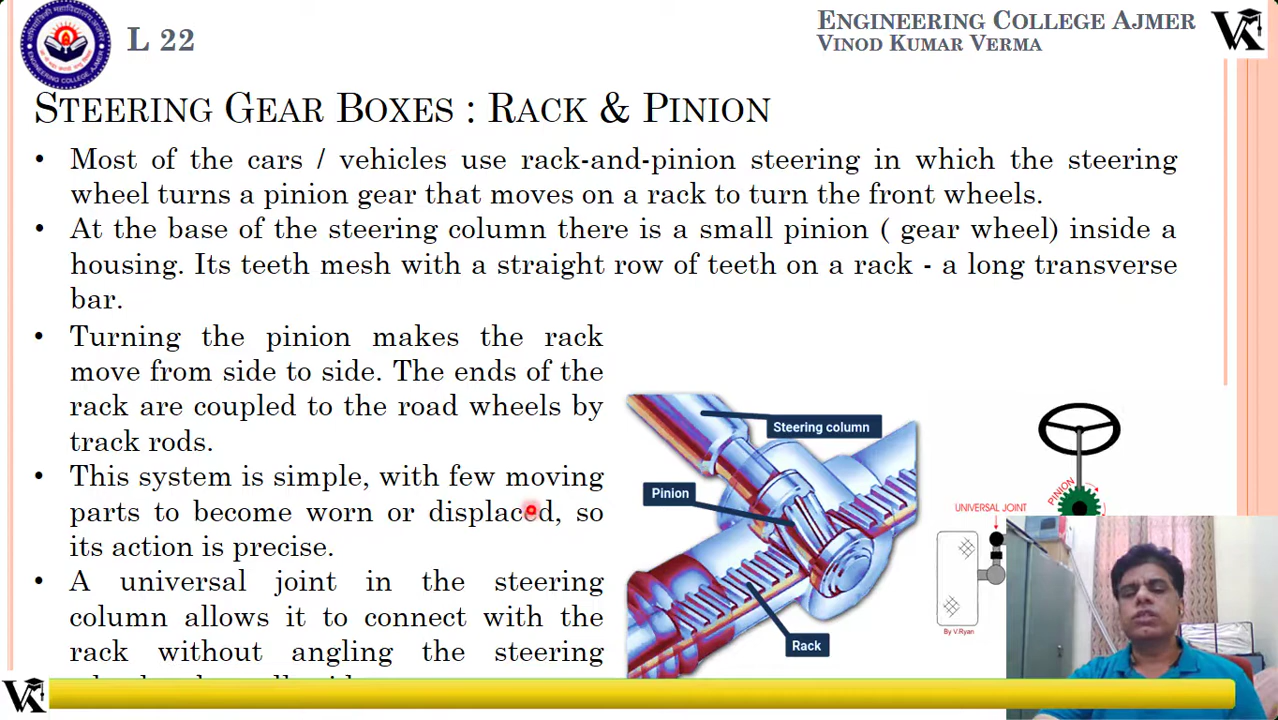 L 22
ENGINEERING COLLEGE AJMER
VINOD KUMAR VERMA
STEERING GEAR BOXES : RACK & PINION
• Most of the cars / vehicles use rack-and-pinion steering in which the steering
wheel turns a pinion gear that moves on a rack to turn the front wheels.
• At the base of the steering column there is a small pinion ( gear wheel) inside a
housing. Its teeth mesh with a straight row of teeth on a rack - a long transverse
bar.
• Turning the pinion makes the rack
move from side to side. The ends of the
rack are coupled to the road wheels by
track rods.
• This system is simple, with few moving
parts to become worn or displaced, so
its action is precise.
• A universal joint in the steering
column allows it to connect with the
rack without angling the steering
Steering column
Pinion
Rack
PINION
UNIVERSAL JOINT
By V.Ryan